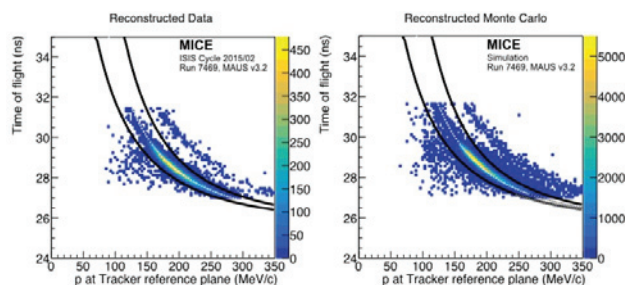 Reconstructed Data
Time of flight (ns)
34
32
30
28
26
24
MICE
ISIS Cycle 2015/02
Run 7469, MAUS v3.2
450
400
350
300
250
200
150
100
50
0
0 50 100 150 200 250 300 350
p at Tracker reference plane (MeV/c)
Reconstructed Monte Carlo
Time of flight (ns)
34
32
30
28
26
24
MICE
Simulation
Run 7469, MAUS v3.2
5000
4000
3000
2000
1000
0
0 50 100 150 200 250 300 350
p at Tracker reference plane (MeV/c)